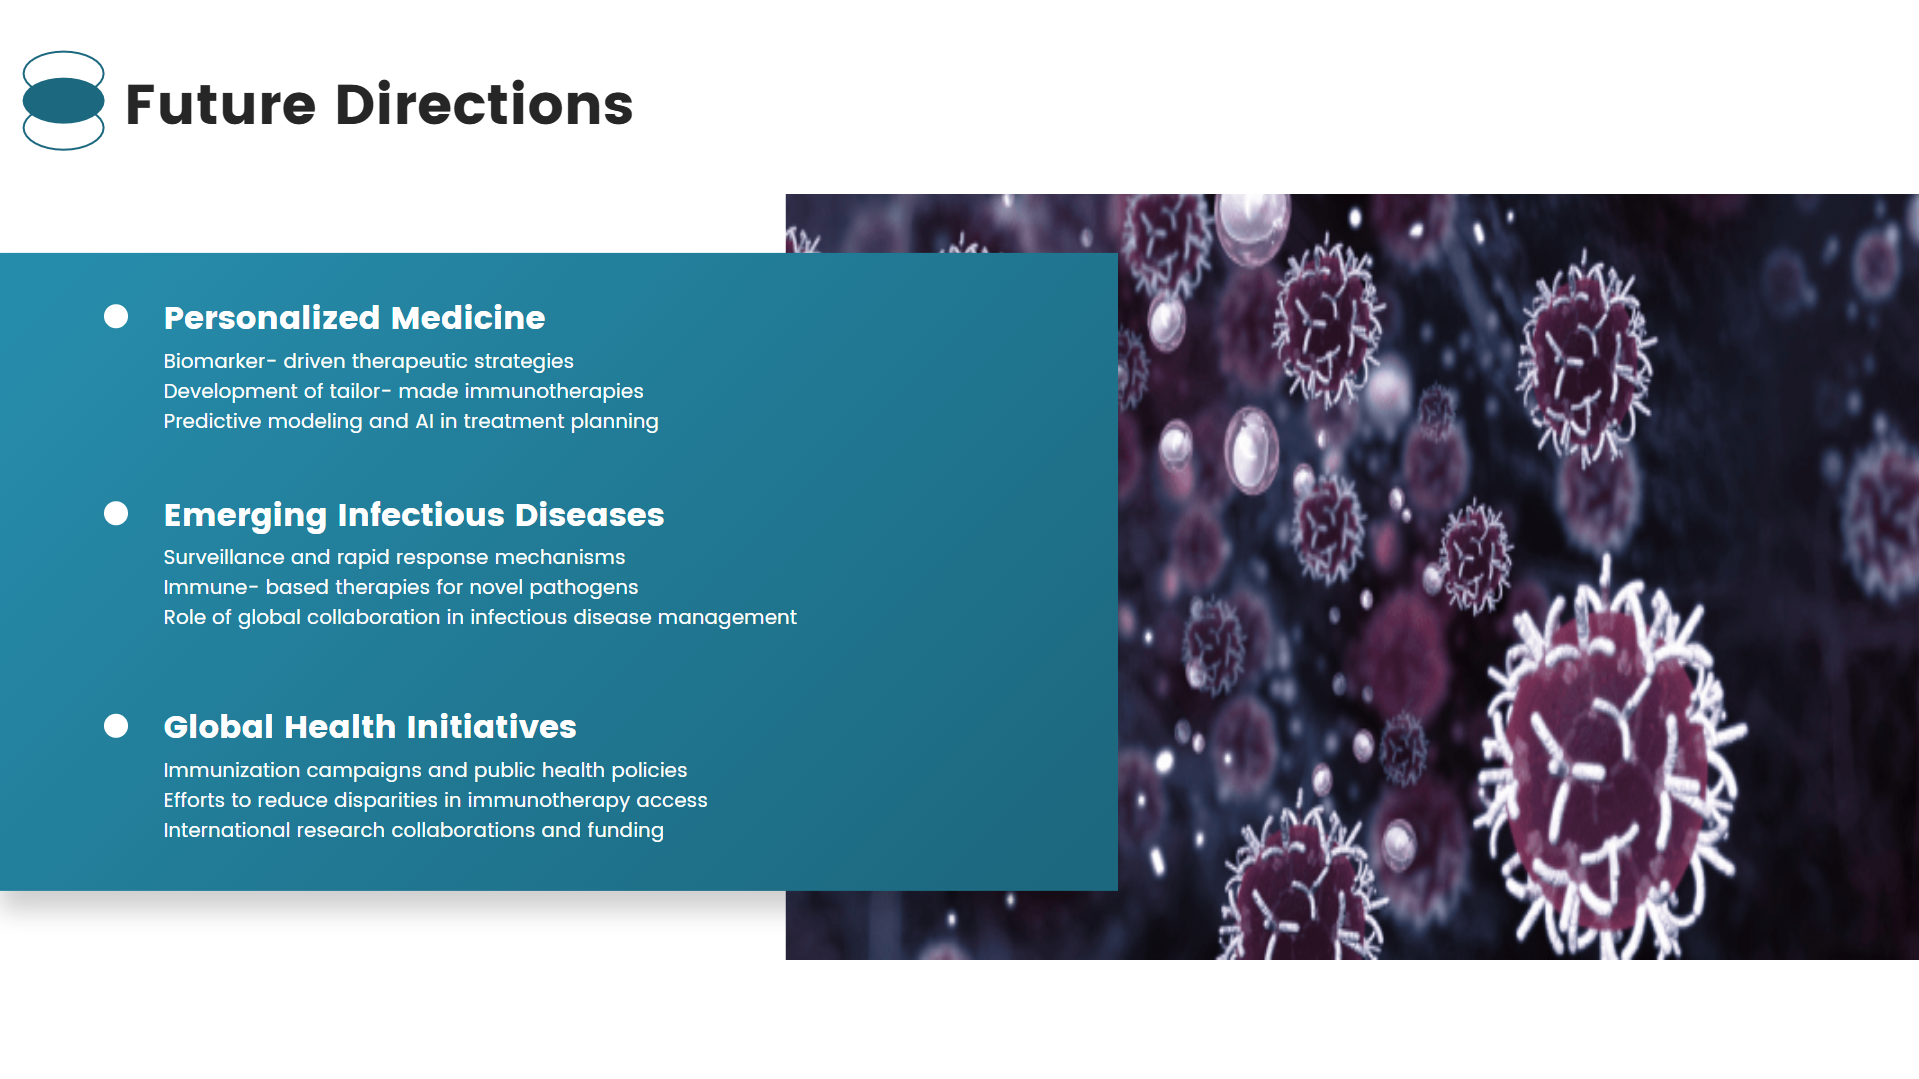 Future Directions
Personalized Medicine
Biomarker- driven therapeutic strategies
Development of tailor- made immunotherapies
Predictive modeling and AI in treatment planning
Emerging Infectious Diseases
Surveillance and rapid response mechanisms
Immune- based therapies for novel pathogens
Role of global collaboration in infectious disease management
Global Health Initiatives
Immunization campaigns and public health policies
Efforts to reduce disparities in immunotherapy access
International research collaborations and funding